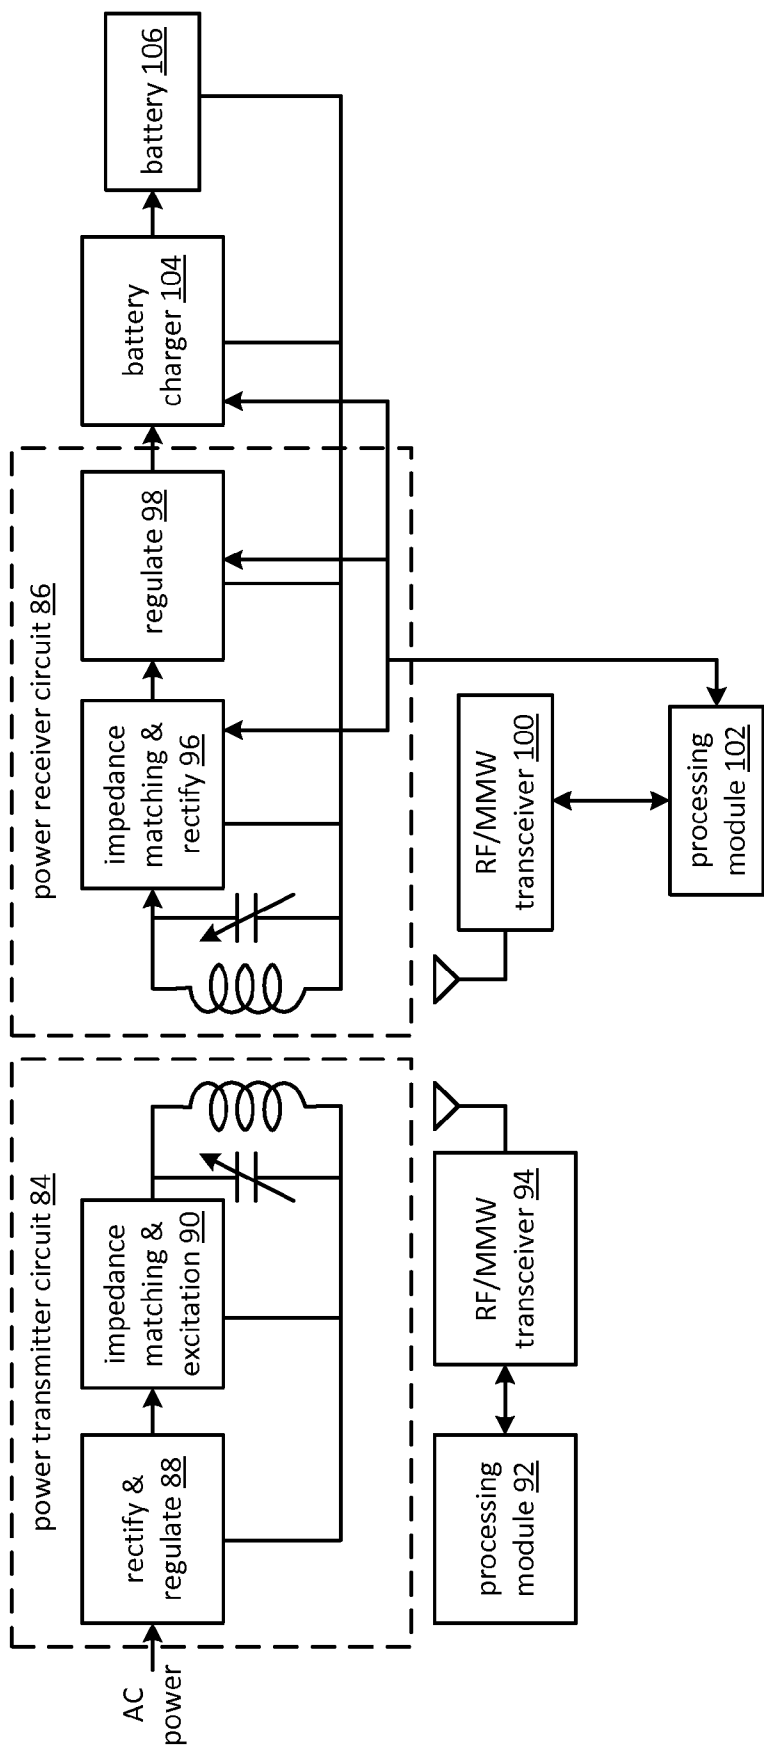 power transmitter circuit 84
AC
power
rectify &
regulate 88
impedance
matching &
excitation 90
processing
module 92
RF/MMW
transceiver 94
power receiver circuit 86
impedance
matching &
rectify 96
regulate 98
battery
charger 104
battery 106
RF/MMW
transceiver 100
processing
module 102